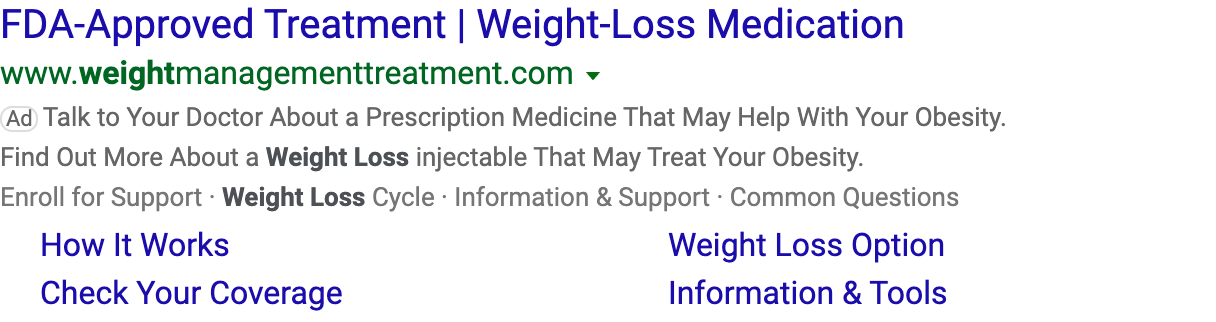 FDA-Approved Treatment | Weight-Loss Medication
www.weightmanagementtreatment.com
Ad Talk to Your Doctor About a Prescription Medicine That May Help With Your Obesity.
Find Out More About a Weight Loss injectable That May Treat Your Obesity.
Enroll for Support · Weight Loss Cycle · Information & Support · Common Questions
How It Works Weight Loss Option
Check Your Coverage Information & Tools